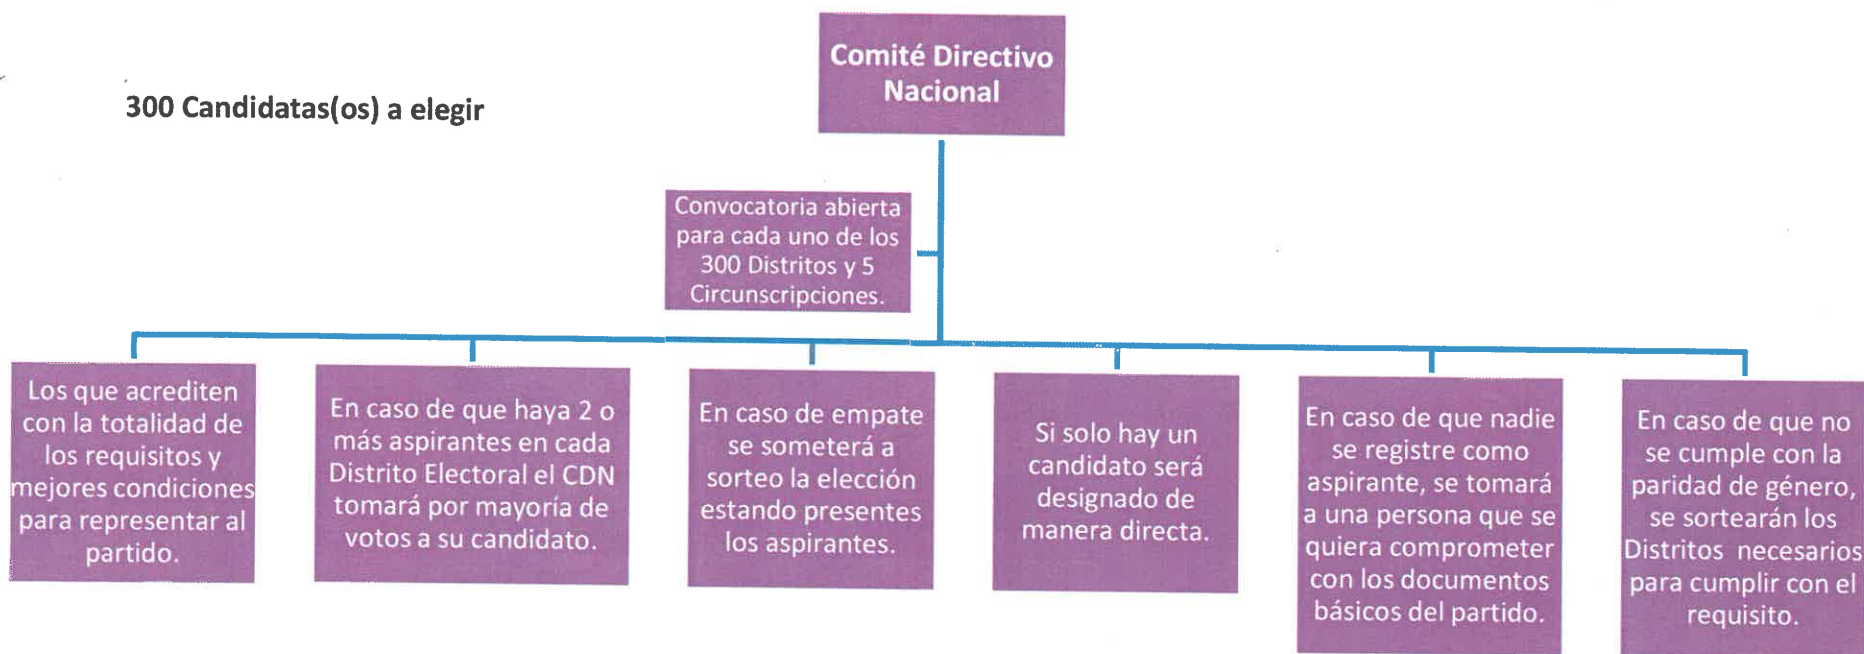 Comité Directivo
Nacional
300 Candidatas(os) a elegir
Convocatoria abierta
para cada uno de los
300 Distritos y 5
Circunscripciones.
Los que acrediten
con la totalidad de
los requisitos y
mejores condiciones
para representar al
partido.
En caso de que haya 2 o
más aspirantes en cada
Distrito Electoral el CDN
tomará por mayoría de
votos a su candidato.
En caso de empate
se someterá a
sorteo la elección
estando presentes
los aspirantes.
Si solo hay un
candidato será
designado de
manera directa.
En caso de que nadie
se registre como
aspirante, se tomará
a una persona que se
quiera comprometer
con los documentos
básicos del partido.
En caso de que no
se cumple con la
paridad de género,
se sortearán los
Distritos necesarios
para cumplir con el
requisito.